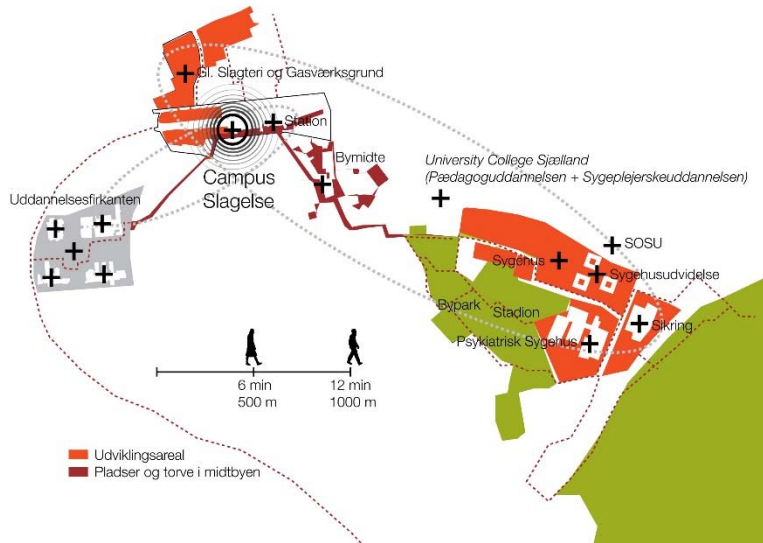 Gl. Slagteri og Gasværksgrund
Station
Bymidte
Campus
Slagelse
University College Sjælland
(Pædagoguddannelsen + Sygeplejerskeuddannelsen)
Uddannelsesfirkanten
SOSU
Sygehus
Sygehusudvidelse
Bypark
Stadion
Sikring
Psykiatrisk Sygehus
6 min
500 m
12 min
1000 m
Udviklingsareal
Pladser og torve i midtbyen